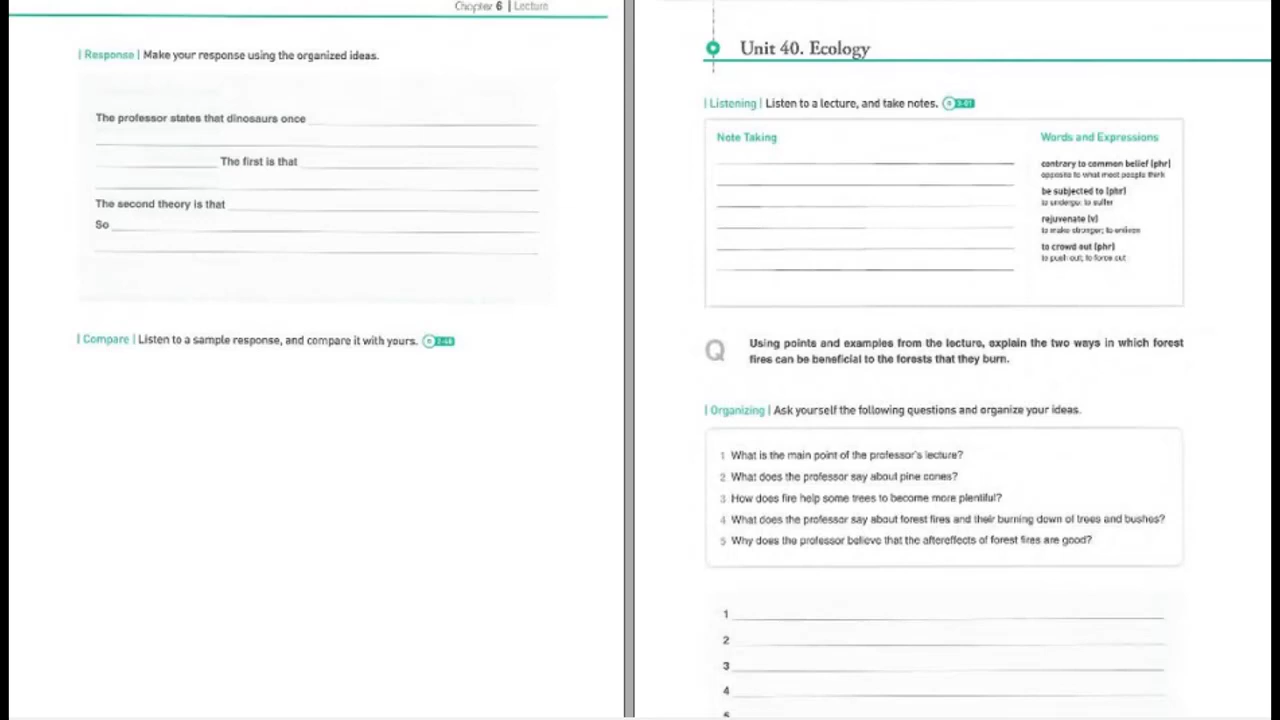 Chapter 6 | Lecture
| Response | Make your response using the organized ideas.
The professor states that dinosaurs once
The first is that
The second theory is that
So
| Compare | Listen to a sample response, and compare it with yours.
Unit 40. Ecology
| Listening | Listen to a lecture, and take notes.
Note Taking
Words and Expressions
contrary to common belief [phr]
opposite to what most people think
be subjected to [phr]
to undergo; to suffer
rejuvenate [v]
to make stronger; to enliven
to crowd out [phr]
to push out; to force out
Q
Using points and examples from the lecture, explain the two ways in which forest
fires can be beneficial to the forests that they burn.
| Organizing | Ask yourself the following questions and organize your ideas.
1 What is the main point of the professor's lecture?
2 What does the professor say about pine cones?
3 How does fire help some trees to become more plentiful?
4 What does the professor say about forest fires and their burning down of trees and bushes?
5 Why does the professor believe that the aftereffects of forest fires are good?
1
2
3
4